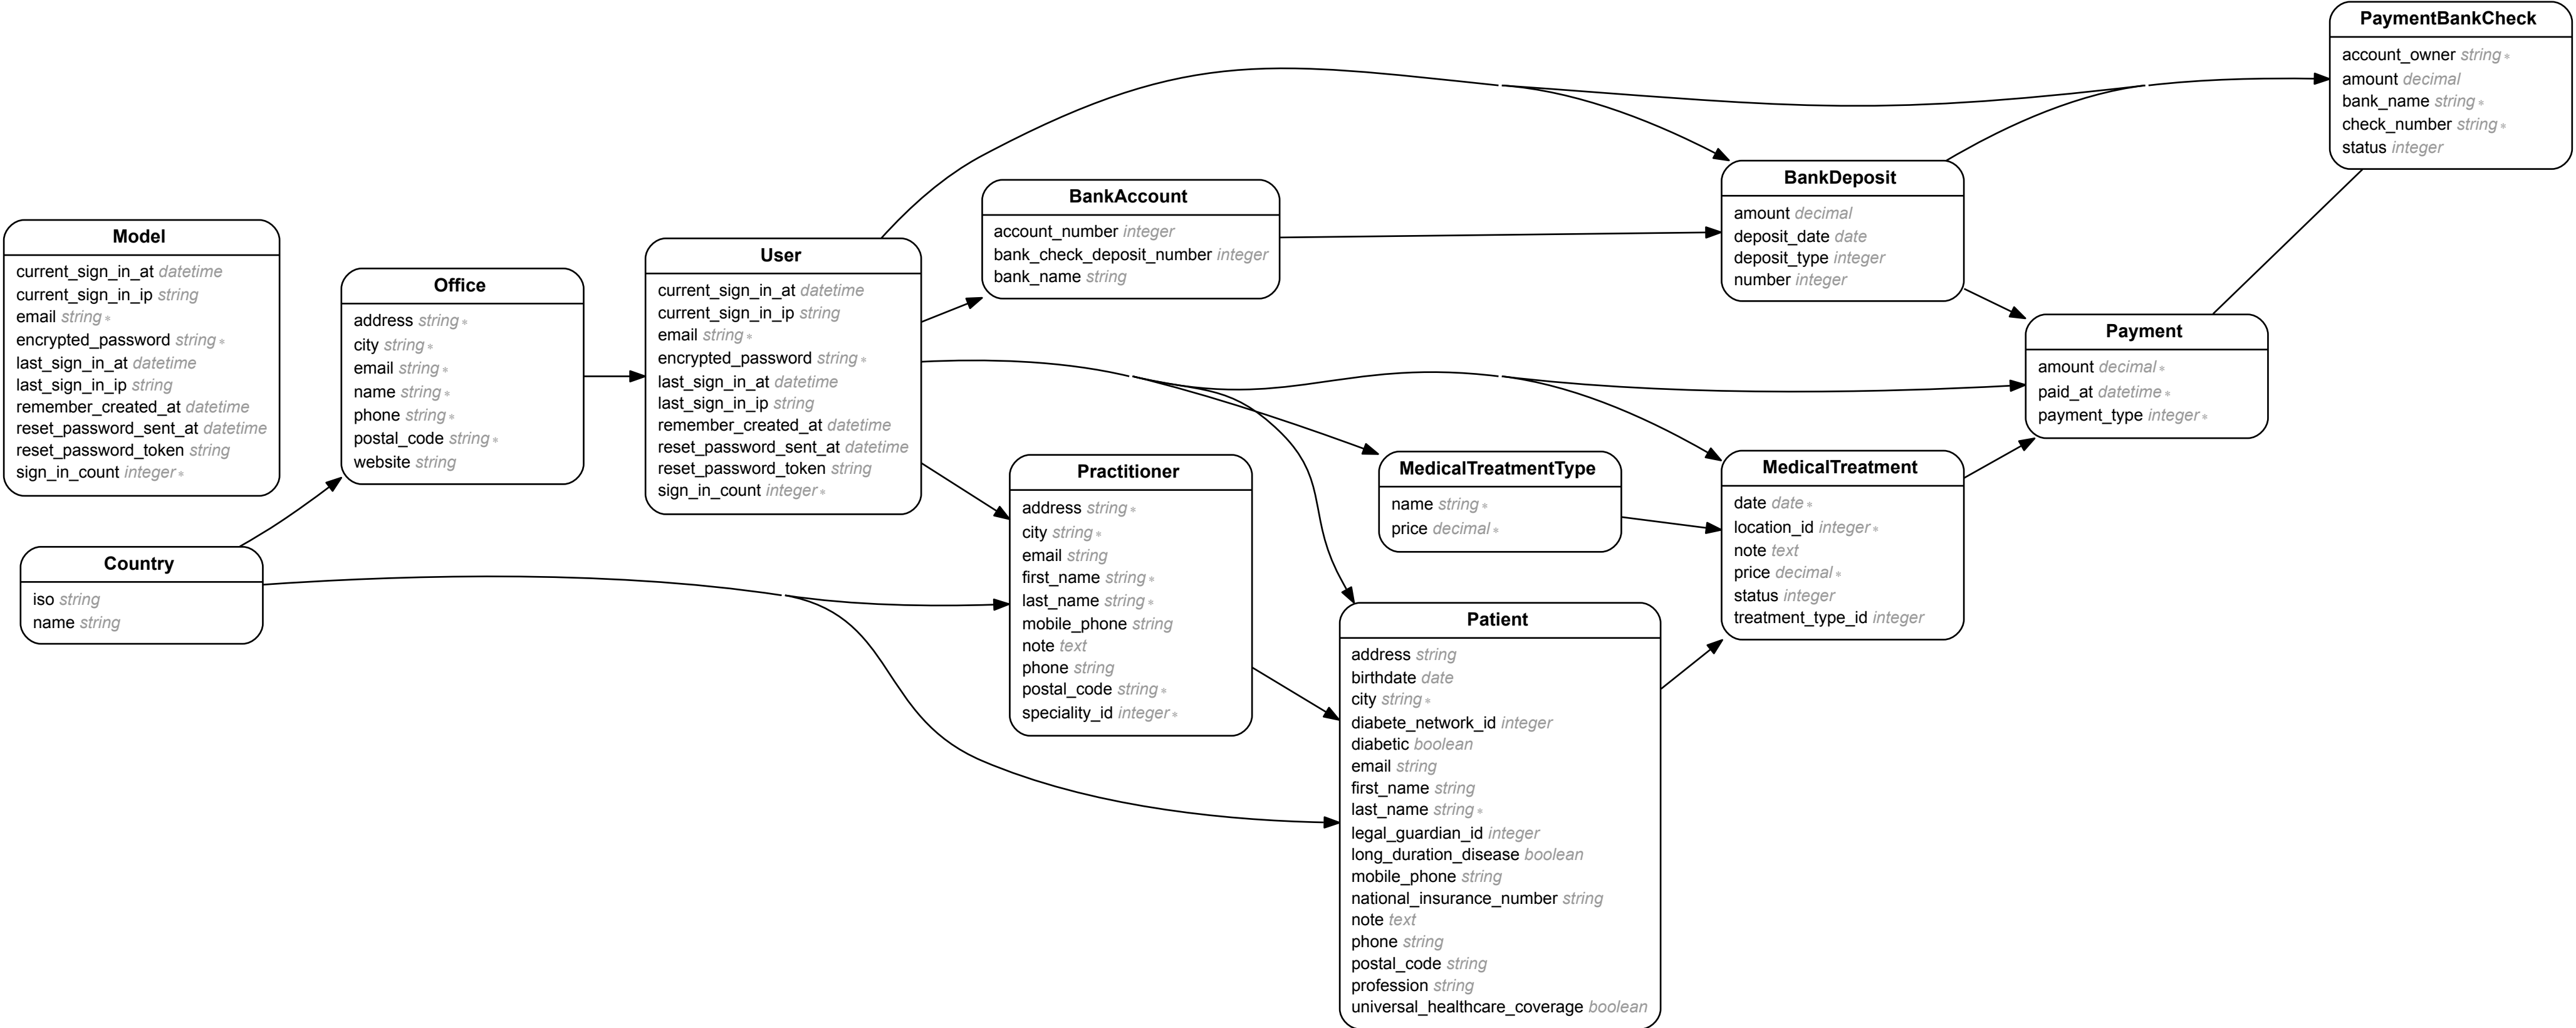 PaymentBankCheck
account_owner string *
amount decimal
bank_name string *
check_number string *
status integer
BankDeposit
amount decimal
deposit_date date
deposit_type integer
number integer
BankAccount
account_number integer
bank_check_deposit_number integer
bank_name string
Model
current_sign_in_at datetime
current_sign_in_ip string
email string *
encrypted_password string *
last_sign_in_at datetime
last_sign_in_ip string
remember_created_at datetime
reset_password_sent_at datetime
reset_password_token string
sign_in_count integer *
Office
address string *
city string *
email string *
name string *
phone string *
postal_code string *
website string
User
current_sign_in_at datetime
current_sign_in_ip string
email string *
encrypted_password string *
last_sign_in_at datetime
last_sign_in_ip string
remember_created_at datetime
reset_password_sent_at datetime
reset_password_token string
sign_in_count integer *
Payment
amount decimal *
paid_at datetime *
payment_type integer *
Practitioner
address string *
city string *
email string
first_name string *
last_name string *
mobile_phone string
note text
phone string
postal_code string *
speciality_id integer *
MedicalTreatmentType
name string *
price decimal *
MedicalTreatment
date date *
location_id integer *
note text
price decimal *
status integer
treatment_type_id integer
Country
iso string
name string
Patient
address string
birthdate date
city string *
diabete_network_id integer
diabetic boolean
email string
first_name string
last_name string *
legal_guardian_id integer
long_duration_disease boolean
mobile_phone string
national_insurance_number string
note text
phone string
postal_code string
profession string
universal_healthcare_coverage boolean